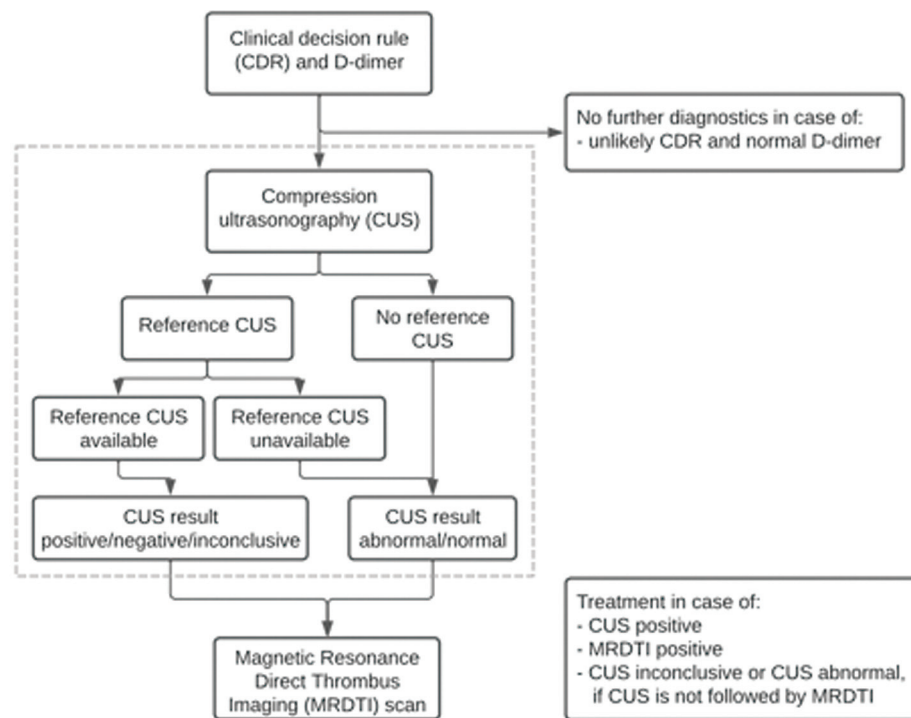 Clinical decision rule
(CDR) and D-dimer
No further diagnostics in case of:
- unlikely CDR and normal D-dimer
Compression
ultrasonography (CUS)
Reference CUS
No reference
CUS
Reference CUS
available
Reference CUS
unavailable
CUS result
positive/negative/inconclusive
CUS result
abnormal/normal
Treatment in case of:
- CUS positive
- MRDTI positive
- CUS inconclusive or CUS abnormal,
if CUS is not followed by MRDTI
Magnetic Resonance
Direct Thrombus
Imaging (MRDTI) scan